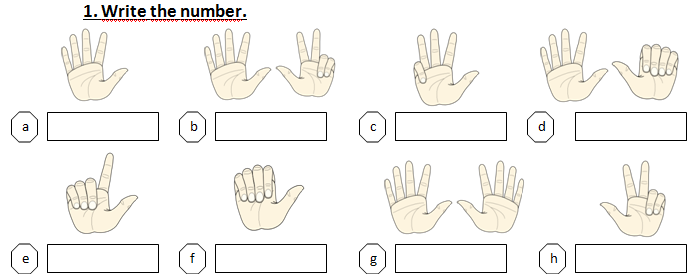 1. Write the number.
a b c d
e f g h